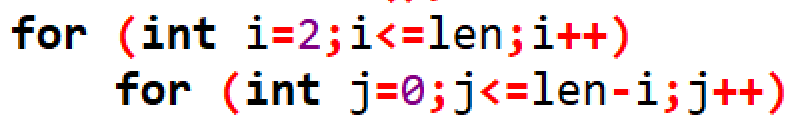 for (int i=2;i<=len;i++)
for (int j=0;j<=len-i;j++)